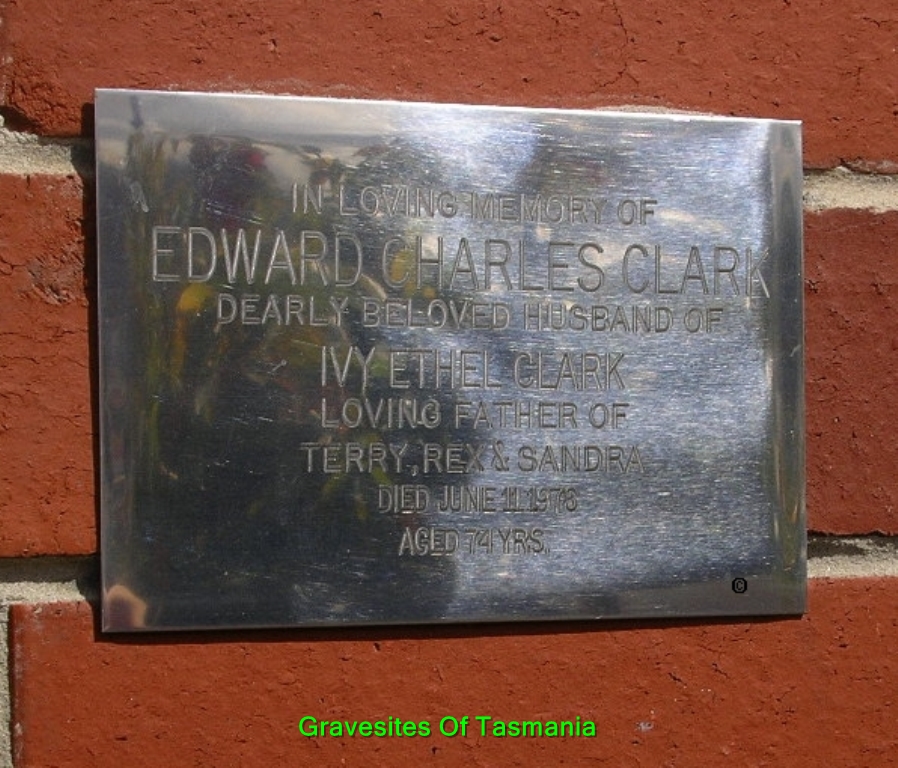 IN LOVING MEMORY OF
EDWARD CHARLES CLARK
DEARLY BELOVED HUSBAND OF
IVY ETHEL CLARK
LOVING FATHER OF
TERRY, REX & SANDRA
DIED JUNE 11 1976
AGED 74 YRS.
©
Gravesites Of Tasmania